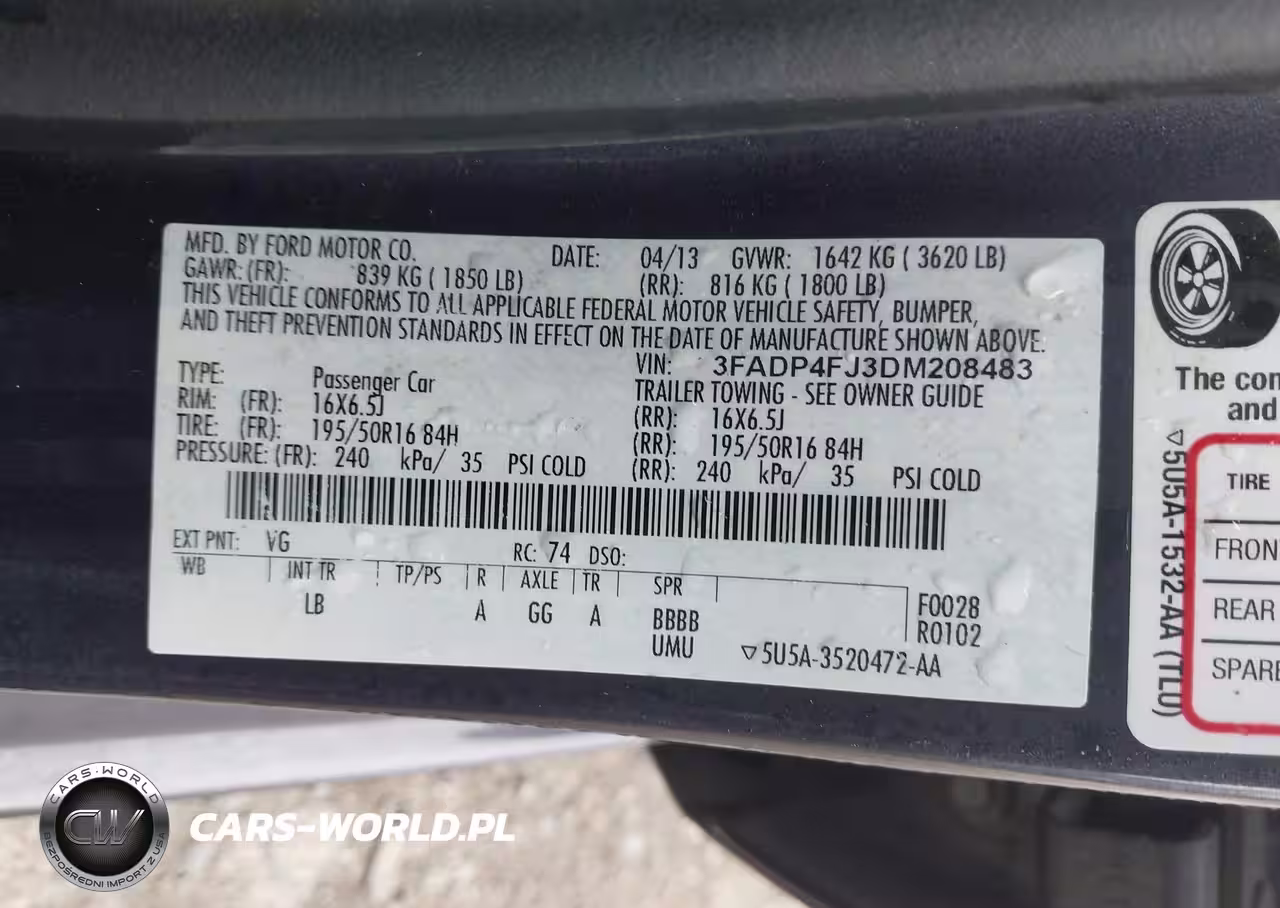 MFD. BY FORD MOTOR CO. DATE: 04/13 GVWR: 1642 KG ( 3620 LB)
GAWR: (FR): 839 KG ( 1850 LB) (RR): 816 KG ( 1800 LB)
THIS VEHICLE CONFORMS TO ALL APPLICABLE FEDERAL MOTOR VEHICLE SAFETY, BUMPER,
AND THEFT PREVENTION STANDARDS IN EFFECT ON THE DATE OF MANUFACTURE SHOWN ABOVE.
VIN: 3FADP4FJ3DM208483
TYPE: Passenger Car TRAILER TOWING - SEE OWNER GUIDE
RIM: (FR): 16X6.5J (RR): 16X6.5J
TIRE: (FR): 195/50R16 84H (RR): 195/50R16 84H
PRESSURE: (FR): 240 kPa/ 35 PSI COLD (RR): 240 kPa/ 35 PSI COLD
EXT PNT: VG RC: 74 DSO:
WB INT TR TP/PS R AXLE TR SPR
LB A GG A BBBB F0028
UMU R0102
▽5U5A-3520472-AA
The con
and
TIRE
FRONT
REAR
SPARE
▽5U5A-1532-AA (TL0)
CARS-WORLD
CW
BEZPOŚREDNI IMPORT Z USA
CARS-WORLD.PL